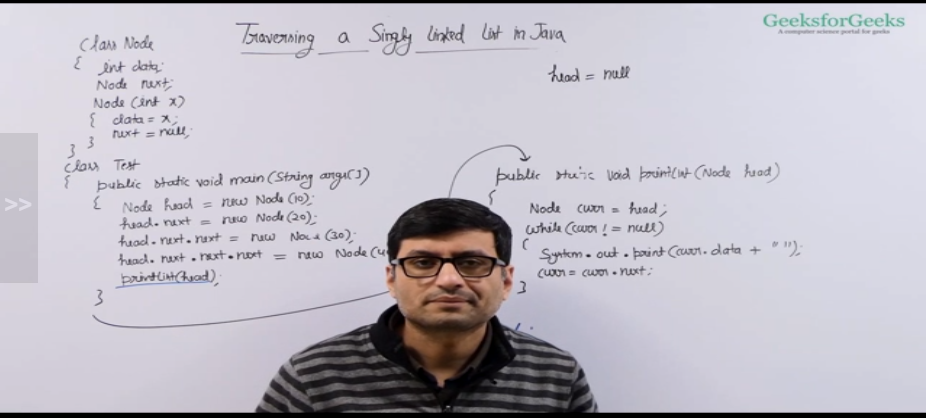 GeeksforGeeks
A computer science portal for geeks
Traversing a Singly Linked List in Java
head = null
Class Node
{ int data;
Node next;
Node (int x)
{ data = x;
next = null;
}
}
class Test
{ public static void main (String args[])
{ Node head = new Node (10);
head.next = new Node (20);
head.next.next = new Node (30);
head.next.next.next = new Node (4
printList(head);
}
public static void printList (Node head)
{
Node curr = head;
while (curr != null)
{
System.out.print(curr.data + " ");
curr = curr.next;
}
>>